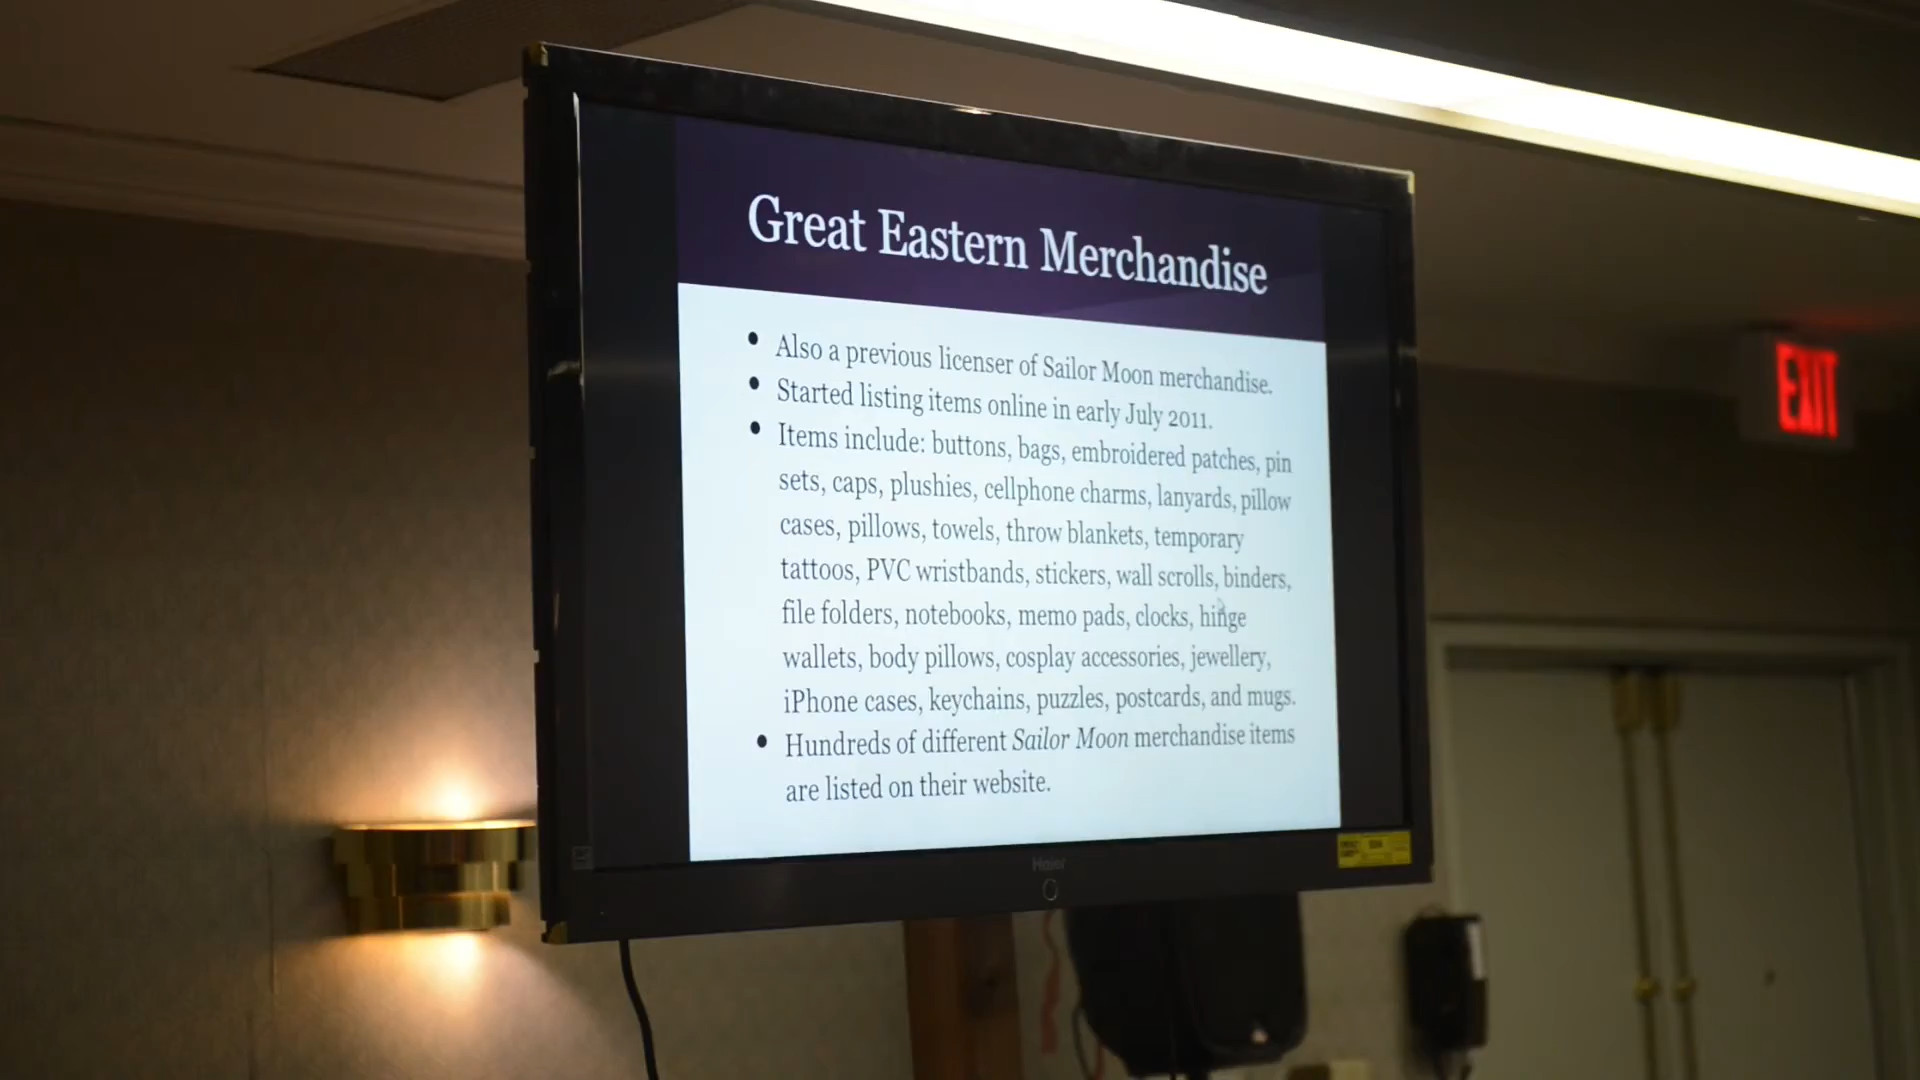 Great Eastern Merchandise
• Also a previous licenser of Sailor Moon merchandise.
• Started listing items online in early July 2011.
• Items include: buttons, bags, embroidered patches, pin
sets, caps, plushies, cellphone charms, lanyards, pillow
cases, pillows, towels, throw blankets, temporary
tattoos, PVC wristbands, stickers, wall scrolls, binders,
file folders, notebooks, memo pads, clocks, hinge
wallets, body pillows, cosplay accessories, jewellery,
iPhone cases, keychains, puzzles, postcards, and mugs.
• Hundreds of different Sailor Moon merchandise items
are listed on their website.
EXIT
Haier